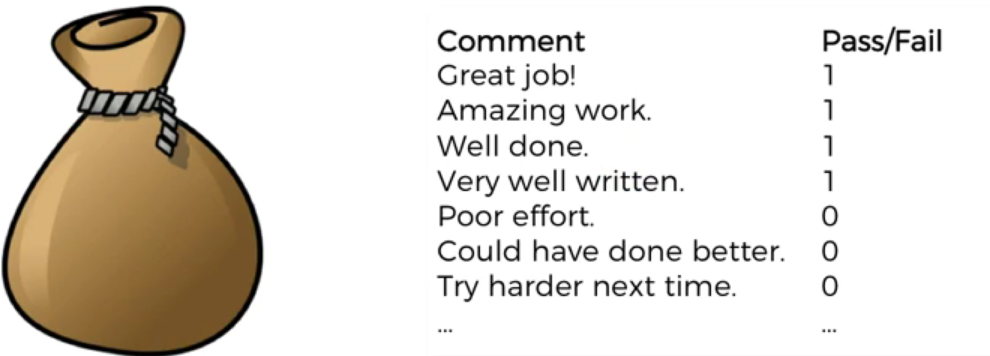 Comment Pass/Fail
Great job! 1
Amazing work. 1
Well done. 1
Very well written. 1
Poor effort. 0
Could have done better. 0
Try harder next time. 0
... ...